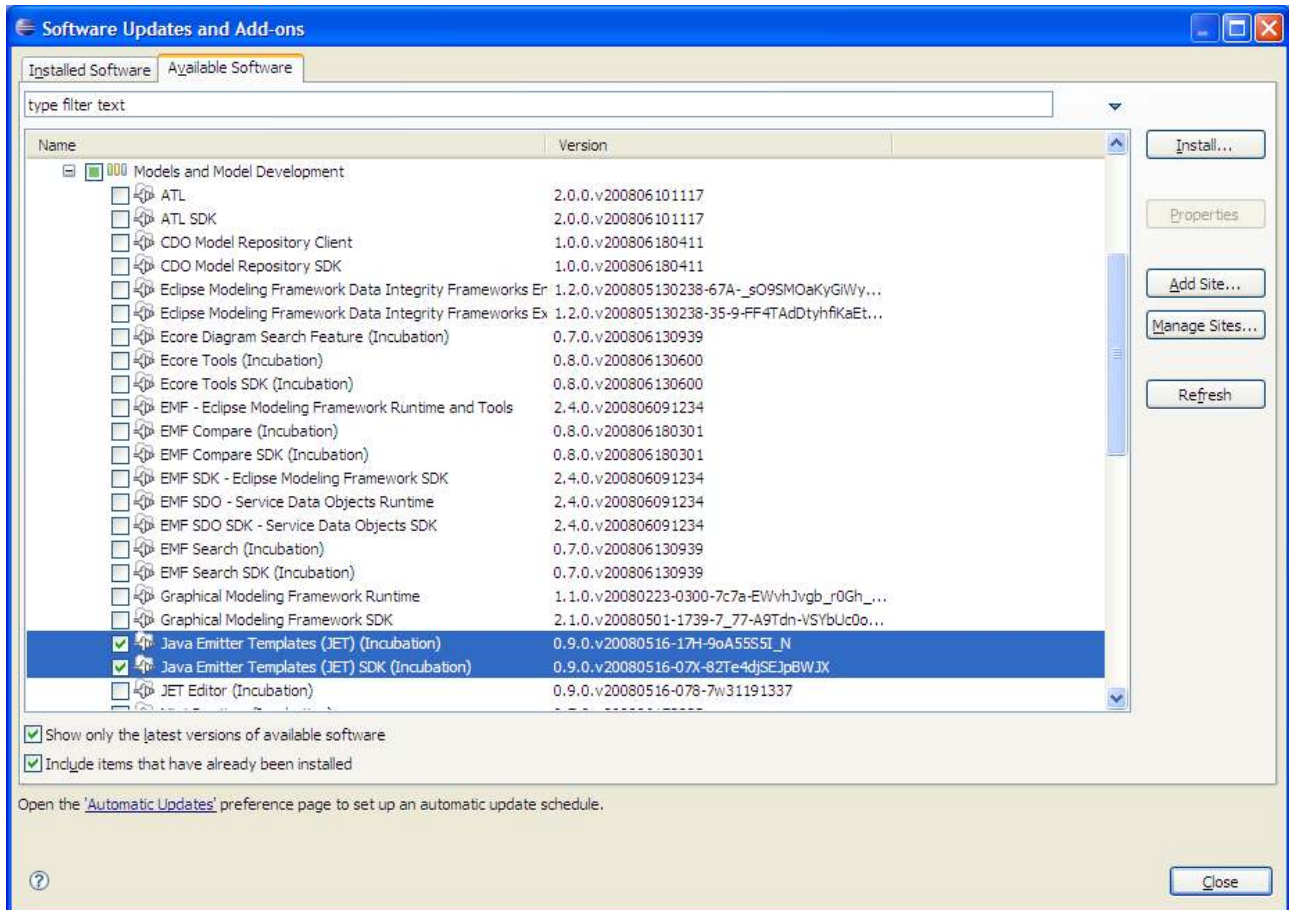 Software Updates and Add-ons
Installed Software Available Software
type filter text
Name Version
Install...
Models and Model Development
ATL 2.0.0.v200806101117
ATL SDK 2.0.0.v200806101117
Properties
CDO Model Repository Client 1.0.0.v200806180411
CDO Model Repository SDK 1.0.0.v200806180411
Eclipse Modeling Framework Data Integrity Frameworks Er 1.2.0.v200805130238-67A-_sO9SMOaKyGiWy...
Add Site...
Eclipse Modeling Framework Data Integrity Frameworks Ex 1.2.0.v200805130238-35-9-FF4TAdDtyhfiKaEt...
Manage Sites...
Ecore Diagram Search Feature (Incubation) 0.7.0.v200806130939
Ecore Tools (Incubation) 0.8.0.v200806130600
Ecore Tools SDK (Incubation) 0.8.0.v200806130600
Refresh
EMF - Eclipse Modeling Framework Runtime and Tools 2.4.0.v200806091234
EMF Compare (Incubation) 0.8.0.v200806180301
EMF Compare SDK (Incubation) 0.8.0.v200806180301
EMF SDK - Eclipse Modeling Framework SDK 2.4.0.v200806091234
EMF SDO - Service Data Objects Runtime 2.4.0.v200806091234
EMF SDO SDK - Service Data Objects SDK 2.4.0.v200806091234
EMF Search (Incubation) 0.7.0.v200806130939
EMF Search SDK (Incubation) 0.7.0.v200806130939
Graphical Modeling Framework Runtime 1.1.0.v20080223-0300-7c7a-EWvhJvgb_r0Gh_...
Graphical Modeling Framework SDK 2.1.0.v20080501-1739-7_77-A9Tdn-VSYbUc0o...
Java Emitter Templates (JET) (Incubation) 0.9.0.v20080516-17H-9oA55S5I_N
Java Emitter Templates (JET) SDK (Incubation) 0.9.0.v20080516-07X-82Te4djSEJpBWJX
JET Editor (Incubation) 0.9.0.v20080516-078-7w31191337
Show only the latest versions of available software
Include items that have already been installed
Open the 'Automatic Updates' preference page to set up an automatic update schedule.
Close